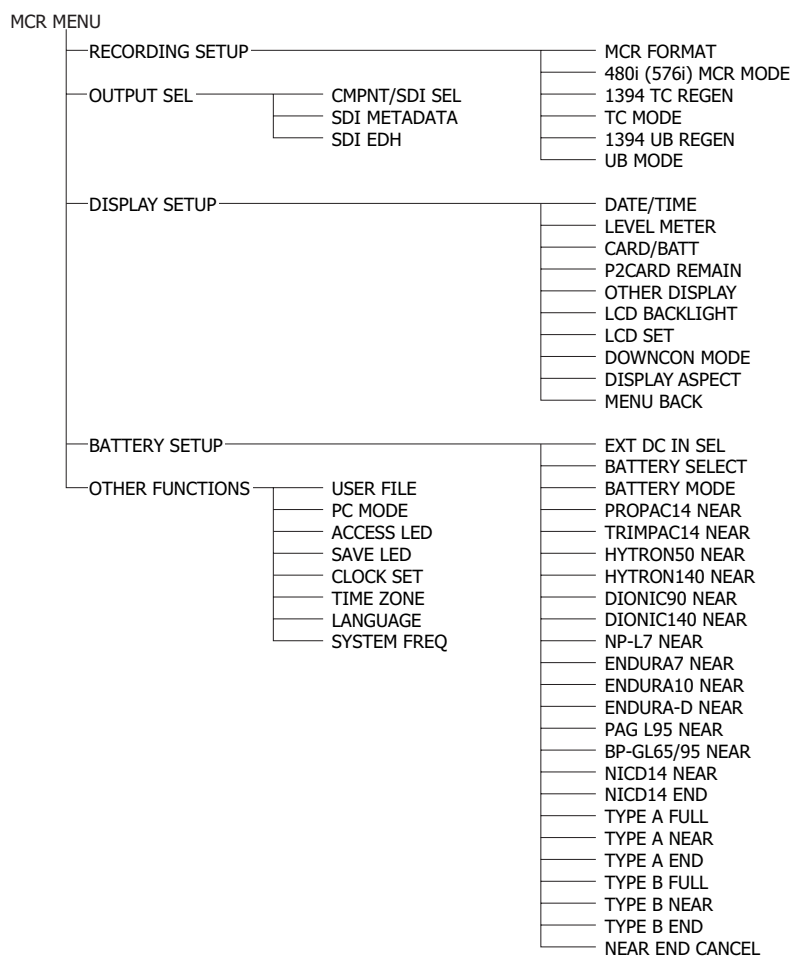 MCR MENU
RECORDING SETUP
MCR FORMAT
480i (576i) MCR MODE
1394 TC REGEN
TC MODE
1394 UB REGEN
UB MODE
OUTPUT SEL
CMPNT/SDI SEL
SDI METADATA
SDI EDH
DISPLAY SETUP
DATE/TIME
LEVEL METER
CARD/BATT
P2CARD REMAIN
OTHER DISPLAY
LCD BACKLIGHT
LCD SET
DOWNCON MODE
DISPLAY ASPECT
MENU BACK
BATTERY SETUP
EXT DC IN SEL
BATTERY SELECT
BATTERY MODE
PROPAC14 NEAR
TRIMPAC14 NEAR
HYTRON50 NEAR
HYTRON140 NEAR
DIONIC90 NEAR
DIONIC140 NEAR
NP-L7 NEAR
ENDURA7 NEAR
ENDURA10 NEAR
ENDURA-D NEAR
PAG L95 NEAR
BP-GL65/95 NEAR
NICD14 NEAR
NICD14 END
TYPE A FULL
TYPE A NEAR
TYPE A END
TYPE B FULL
TYPE B NEAR
TYPE B END
NEAR END CANCEL
OTHER FUNCTIONS
USER FILE
PC MODE
ACCESS LED
SAVE LED
CLOCK SET
TIME ZONE
LANGUAGE
SYSTEM FREQ